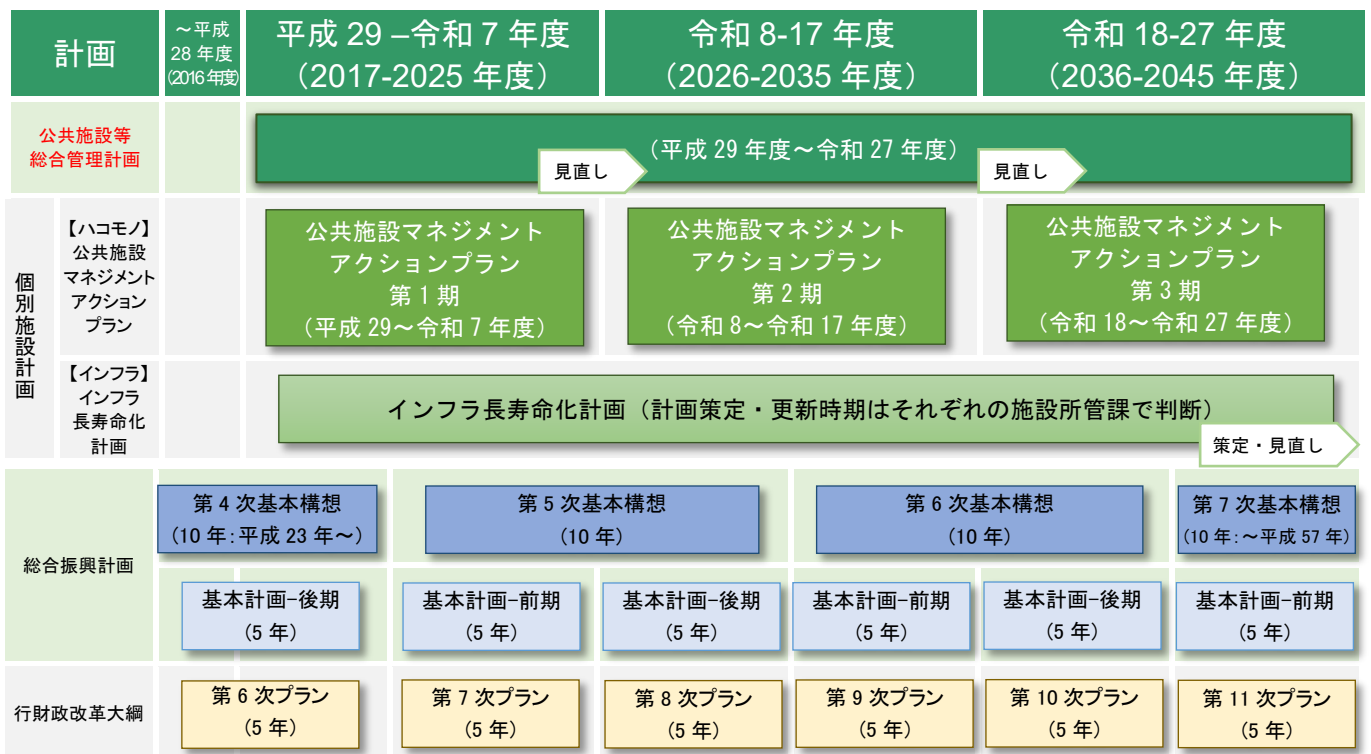 計画
～平成
28 年度
(2016 年度)
平成 29 –令和 7 年度
（2017-2025 年度）
令和 8-17 年度
（2026-2035 年度）
令和 18-27 年度
（2036-2045 年度）
公共施設等
総合管理計画
（平成 29 年度～令和 27 年度）
見直し
見直し
個別施設計画
【ハコモノ】
公共施設
マネジメント
アクション
プラン
公共施設マネジメント
アクションプラン
第 1 期
（平成 29～令和 7 年度）
公共施設マネジメント
アクションプラン
第 2 期
（令和 8～令和 17 年度）
公共施設マネジメント
アクションプラン
第 3 期
（令和 18～令和 27 年度）
【インフラ】
インフラ
長寿命化
計画
インフラ長寿命化計画（計画策定・更新時期はそれぞれの施設所管課で判断）
策定・見直し
総合振興計画
第 4 次基本構想
（10 年：平成 23 年～）
第 5 次基本構想
（10 年）
第 6 次基本構想
（10 年）
第 7 次基本構想
（10 年：～平成 57 年）
基本計画-後期
（5 年）
基本計画-前期
（5 年）
基本計画-後期
（5 年）
基本計画-前期
（5 年）
基本計画-後期
（5 年）
基本計画-前期
（5 年）
行財政改革大綱
第 6 次プラン
（5 年）
第 7 次プラン
（5 年）
第 8 次プラン
（5 年）
第 9 次プラン
（5 年）
第 10 次プラン
（5 年）
第 11 次プラン
（5 年）